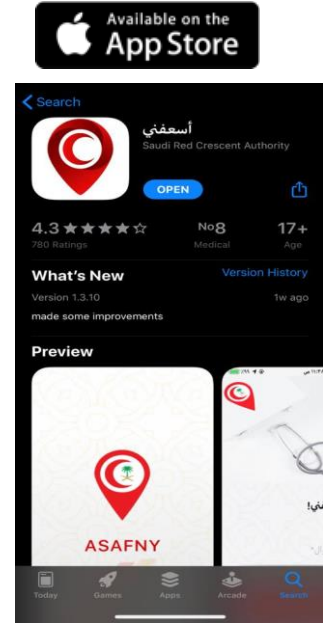 Available on the
App Store
Search
أسعفني
Saudi Red Crescent Authority
OPEN
4.3 ★★★★☆ No8 17+
780 Ratings Medical Age
What's New Version History
Version 1.3.10 1w ago
made some improvements
Preview
ASAFNY
Today Games Apps Arcade Search